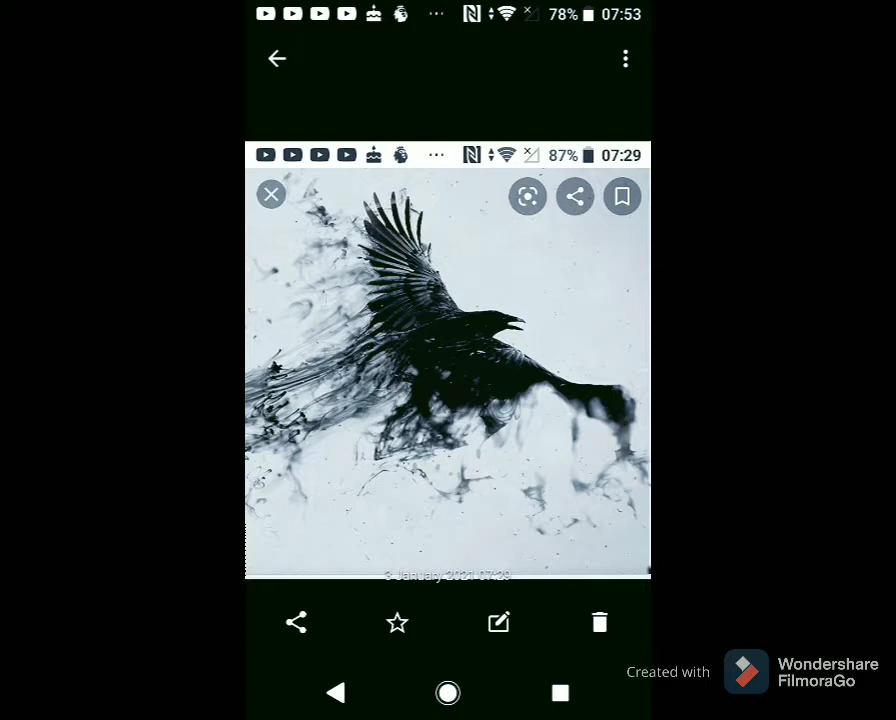 78% 07:53
87% 07:29
3 January 2021 07:29
Created with
Wondershare
FilmoraGo